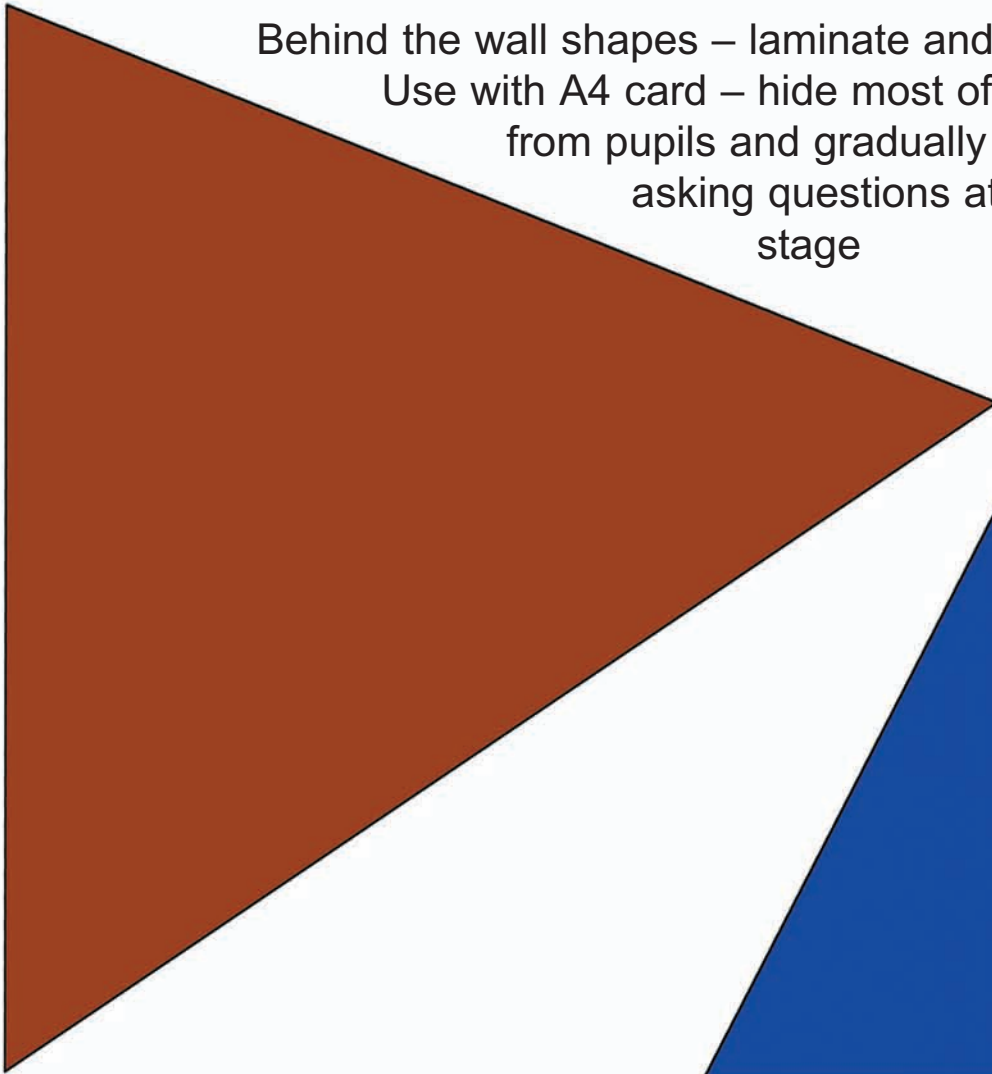 Behind the wall shapes – laminate and
Use with A4 card – hide most of
from pupils and gradually
asking questions at
stage